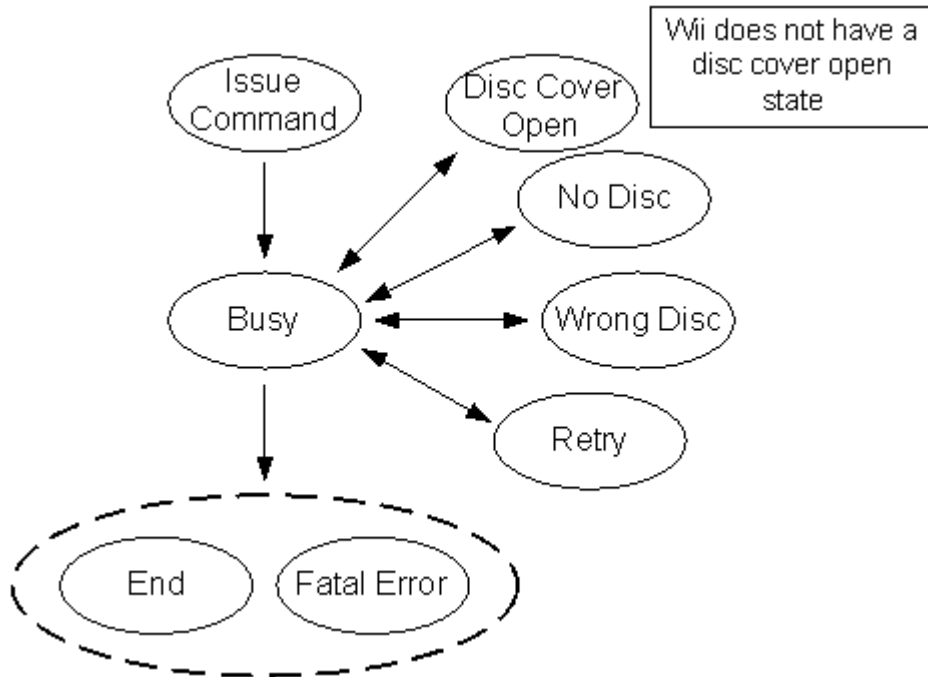 Issue
Command
Disc Cover
Open
Wii does not have a
disc cover open
state
No Disc
Busy
Wrong Disc
Retry
End
Fatal Error